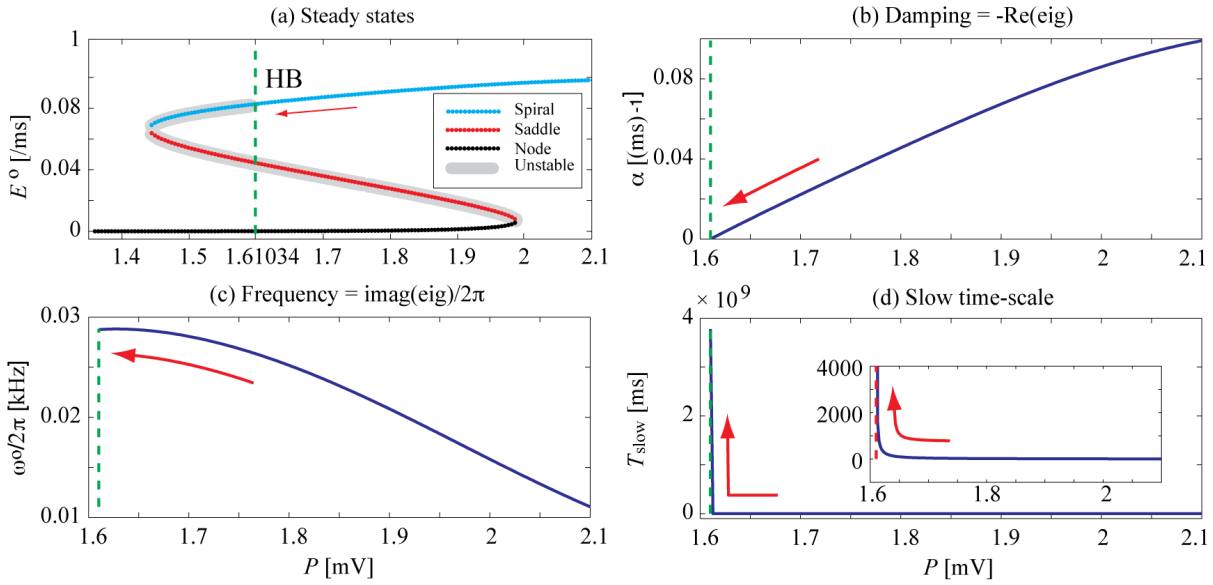 (a) Steady states
1
0.08
0.04
0
E o [/ms]
HB
Spiral
Saddle
Node
Unstable
1.4
1.5
1.61034
1.7
1.8
1.9
2
2.1
(b) Damping = -Re(eig)
0.08
0.04
0
α [(ms) -1]
1.6
1.7
1.8
1.9
2
2.1
(c) Frequency = imag(eig)/2π
0.03
0.02
0.01
ωo/2π [kHz]
1.6
1.7
1.8
1.9
2
2.1
P [mV]
(d) Slow time-scale
4
× 10 9
2
0
Tslow [ms]
4000
2000
0
1.6
1.8
2
1.6
1.7
1.8
1.9
2
2.1
P [mV]